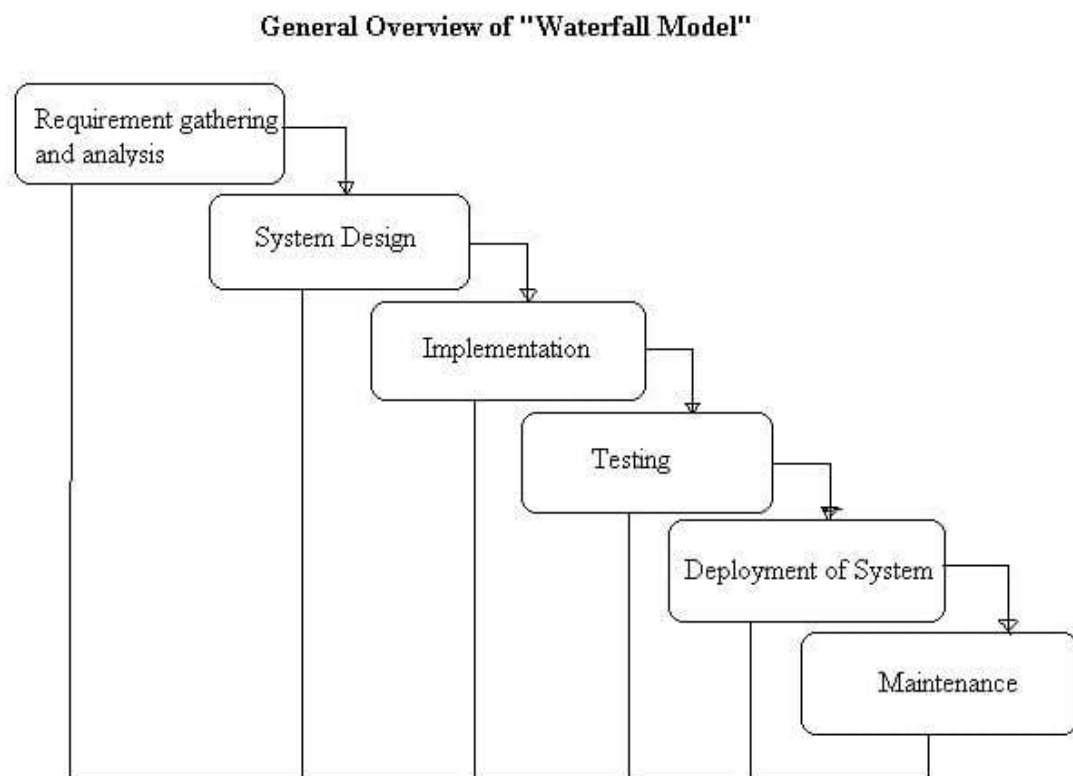 General Overview of "Waterfall Model"
Requirement gathering
and analysis
System Design
Implementation
Testing
Deployment of System
Maintenance